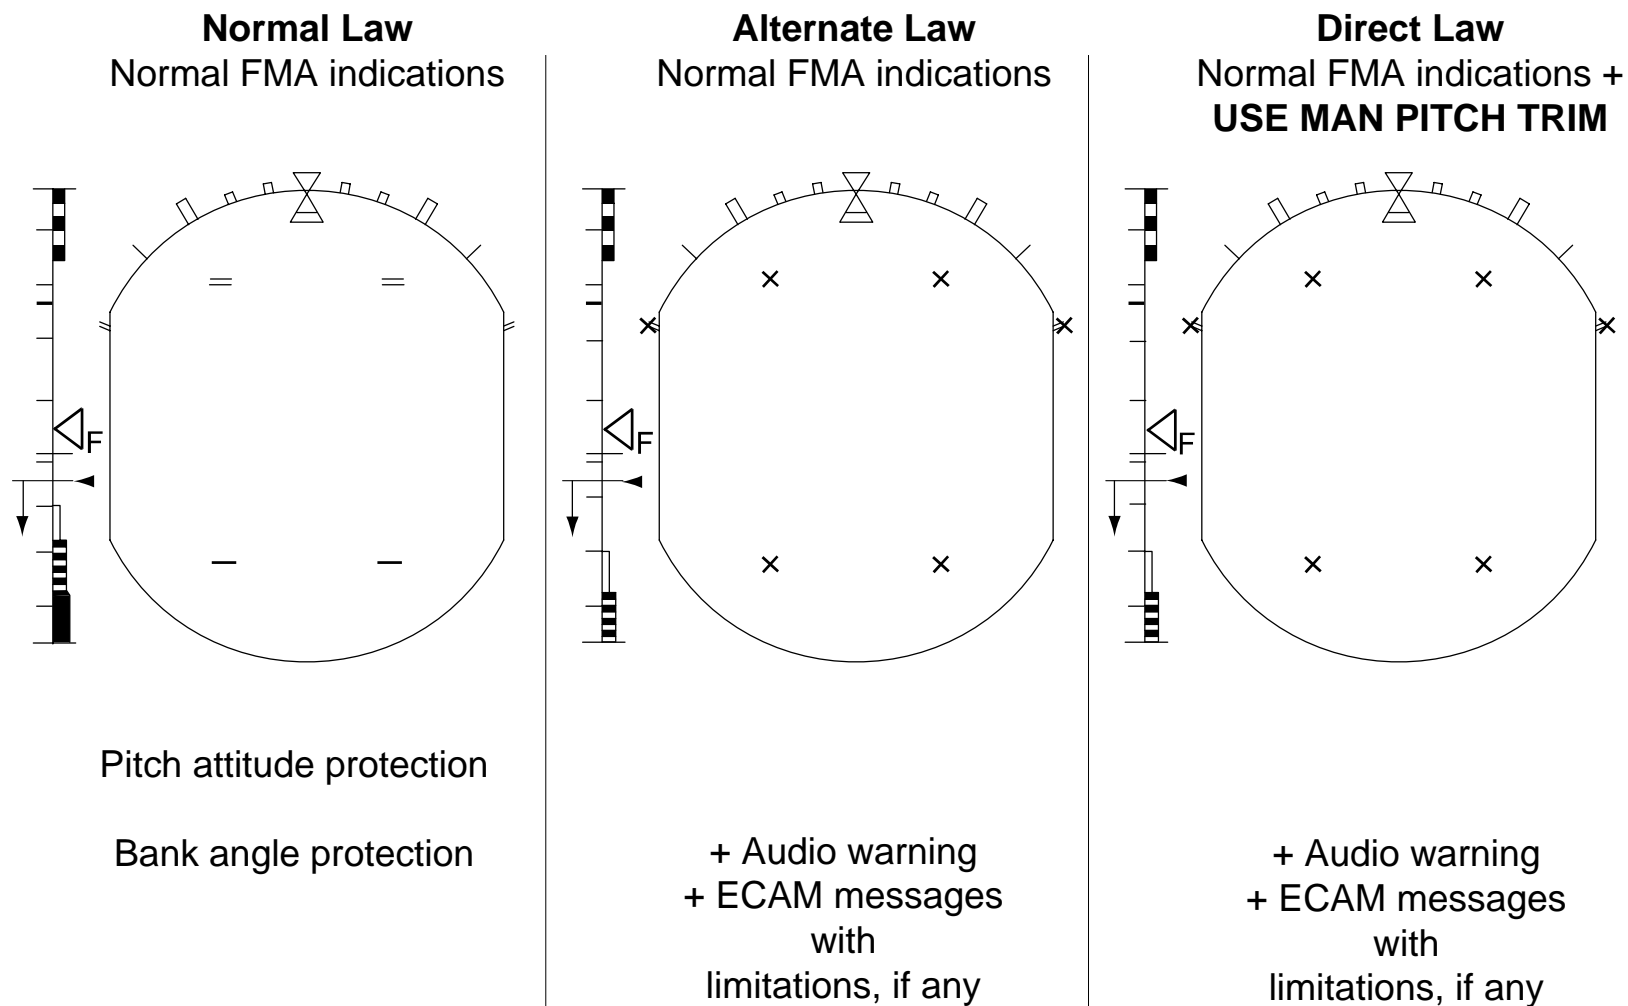 Normal Law
Normal FMA indications
F
Pitch attitude protection
Bank angle protection
Alternate Law
Normal FMA indications
F
+ Audio warning
+ ECAM messages
with
limitations, if any
Direct Law
Normal FMA indications +
USE MAN PITCH TRIM
F
+ Audio warning
+ ECAM messages
with
limitations, if any